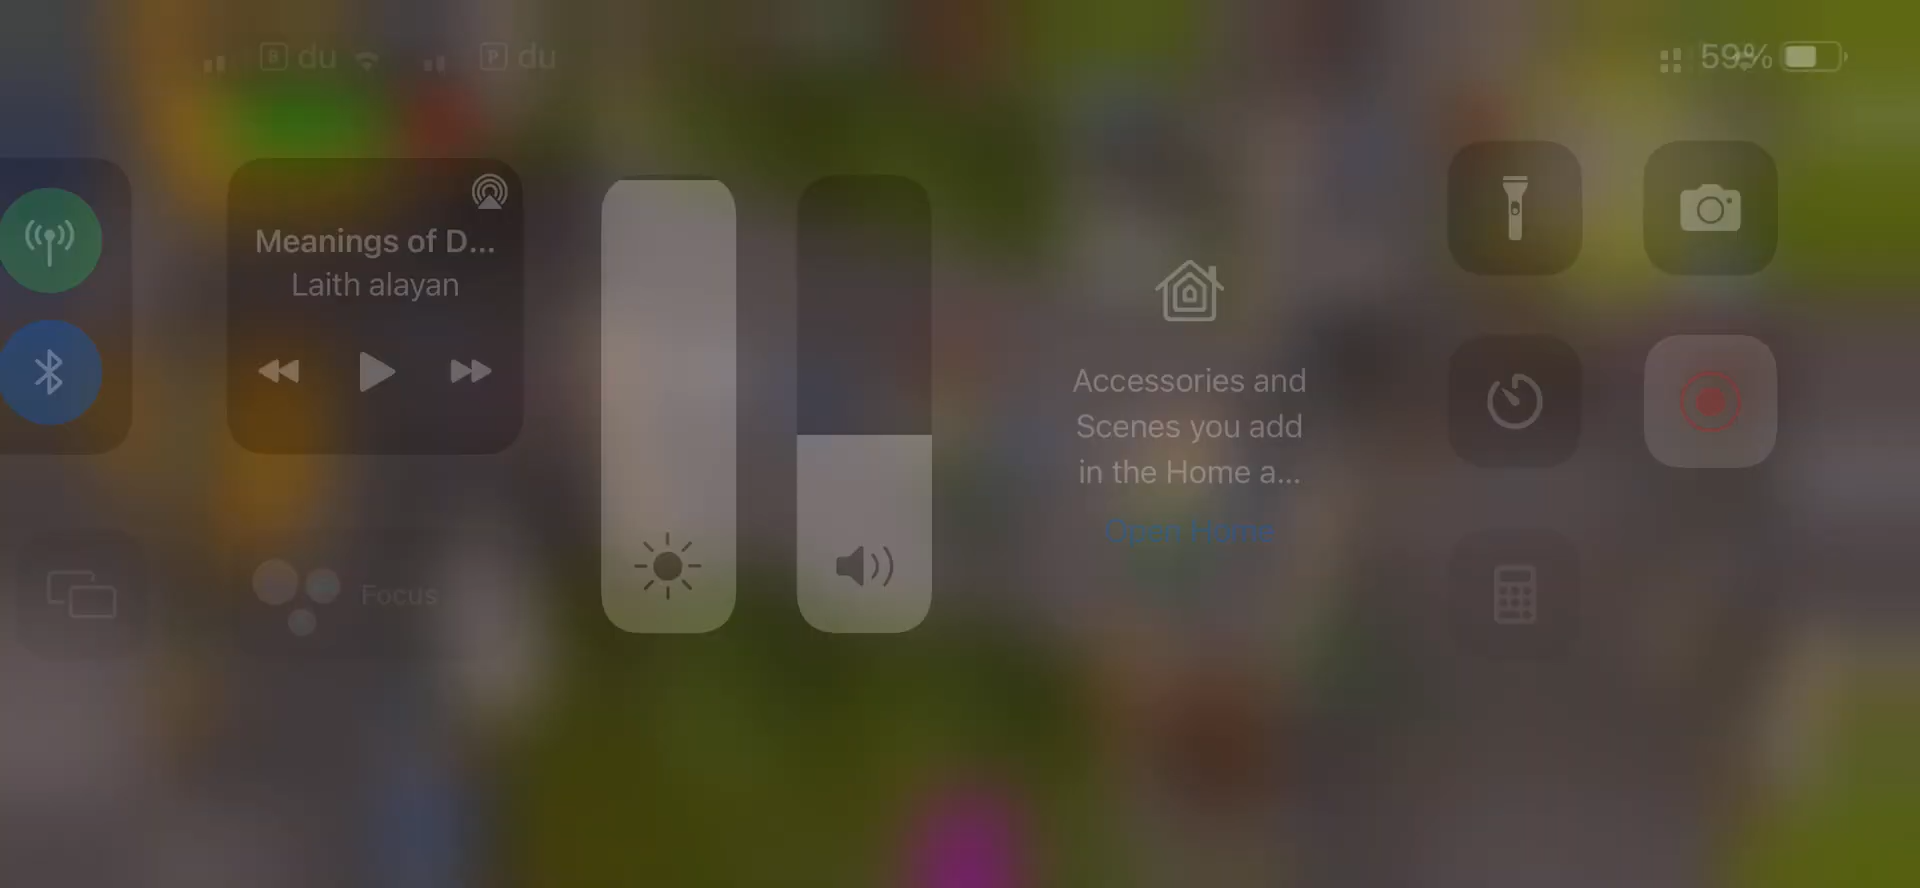 B du P du 59%
Meanings of D...
Laith alayan
Accessories and
Scenes you add
in the Home a...
Open Home
Focus